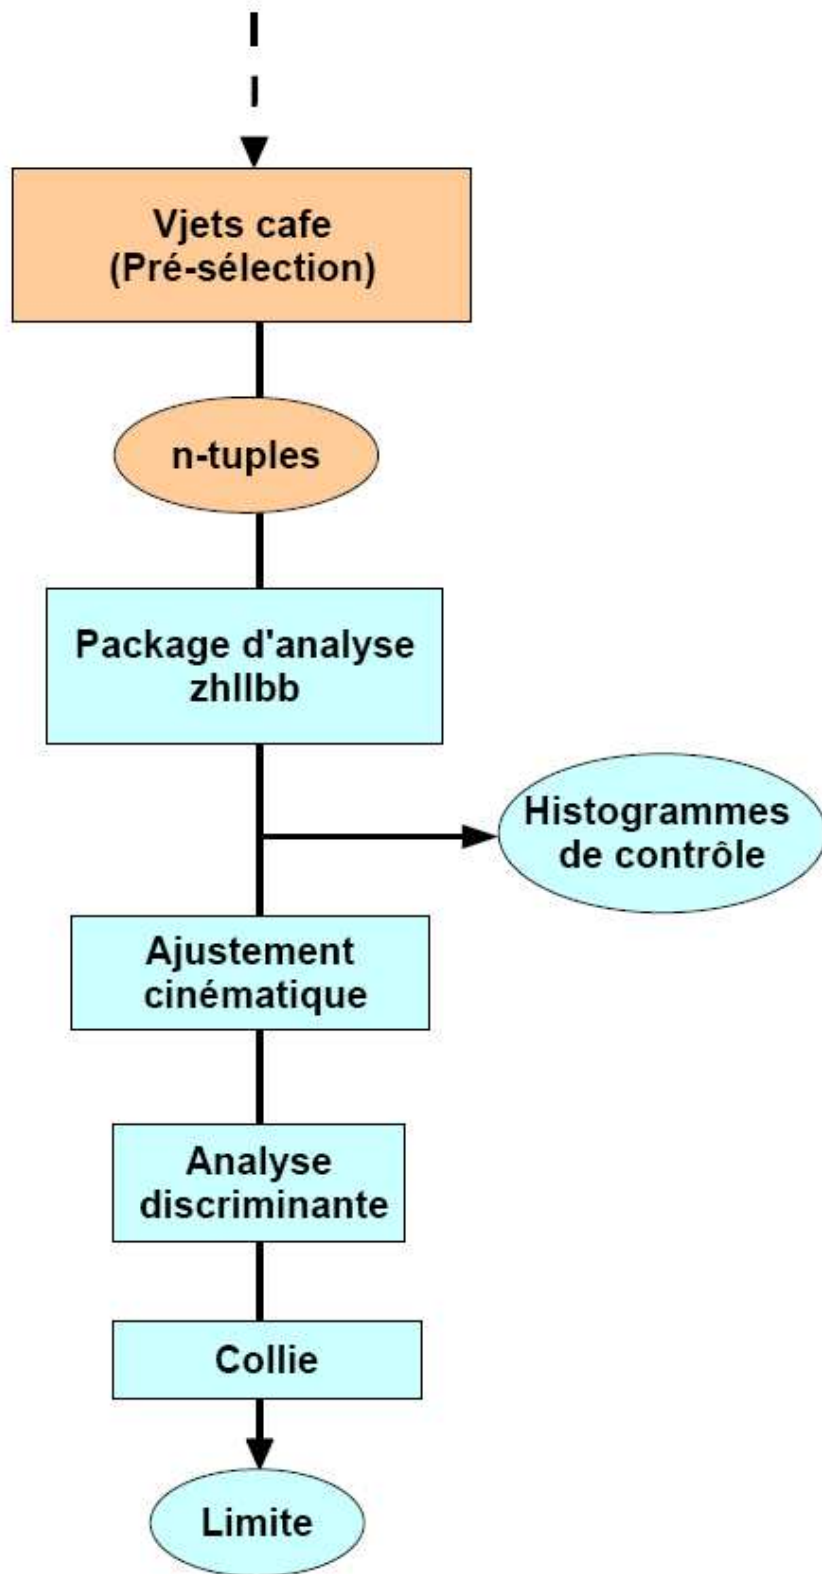 Vjets cafe
(Pré-sélection)
n-tuples
Package d'analyse
zhllbb
Histogrammes
de contrôle
Ajustement
cinématique
Analyse
discriminante
Collie
Limite